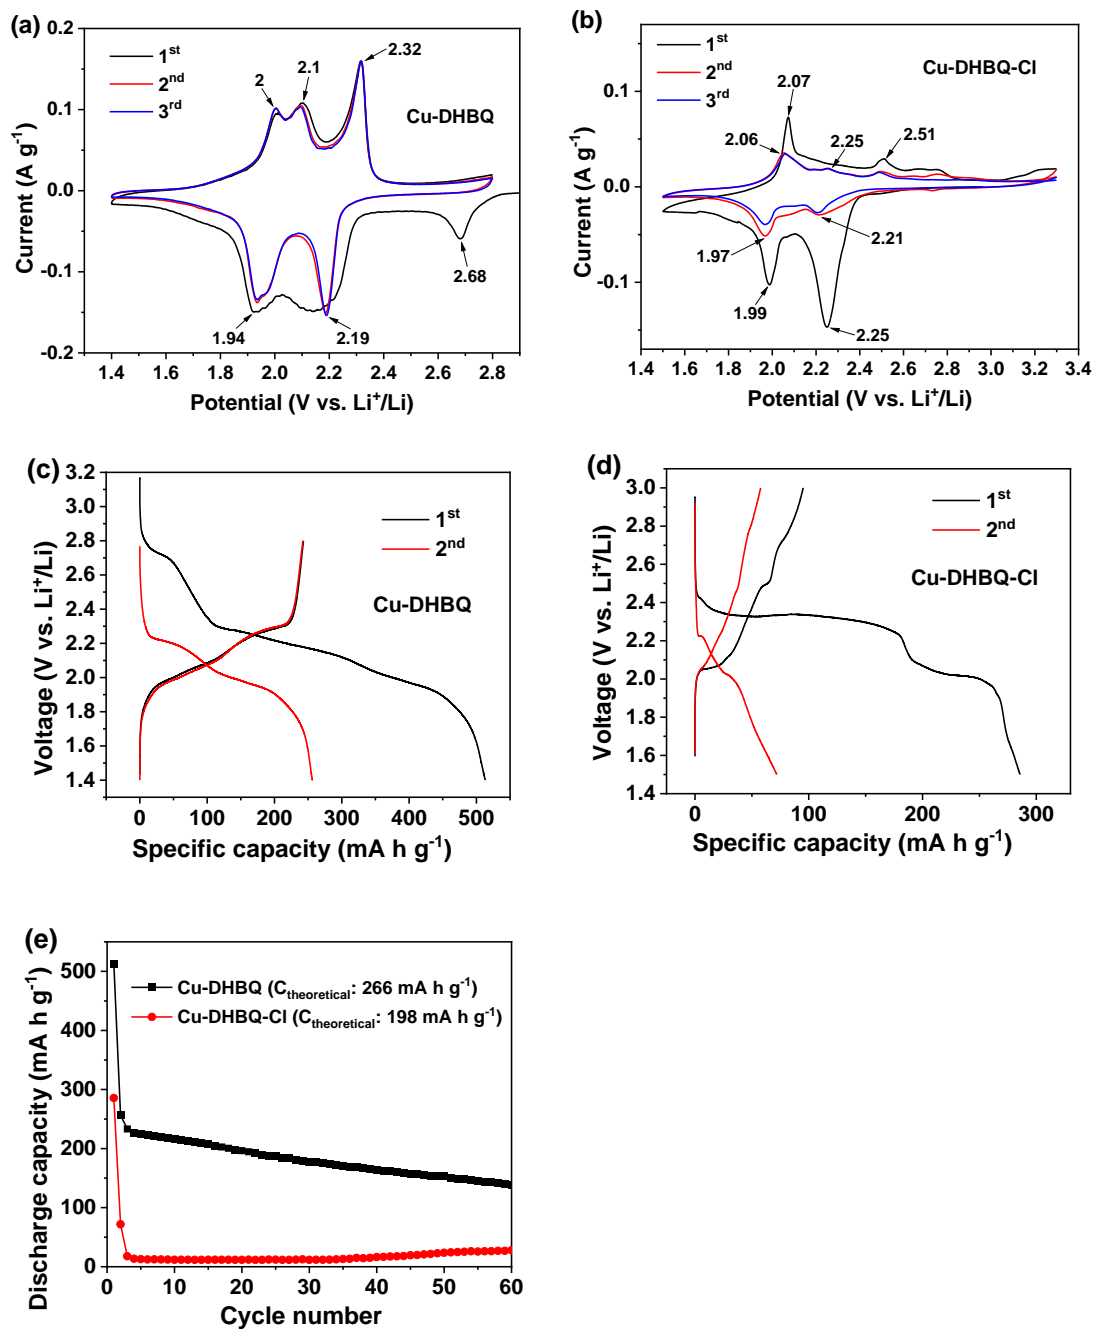 (a)
1st
2nd
3rd
2
2.1
2.32
Cu-DHBQ
1.94
2.19
2.68
0.1
0.0
-0.1
-0.2
Current (A g-1)
1.4 1.6 1.8 2.0 2.2 2.4 2.6 2.8
Potential (V vs. Li+/Li)
(b)
1st
2nd
3rd
Cu-DHBQ-Cl
2.07
2.06
2.25
2.51
1.97
1.99
2.21
2.25
0.1
0.0
-0.1
Current (A g-1)
1.6 1.8 2.0 2.2 2.4 2.6 2.8 3.0 3.2 3.4
Potential (V vs. Li+/Li)
(c)
1st
2nd
Cu-DHBQ
3.2
3.0
2.8
2.6
2.4
2.2
2.0
1.8
1.6
1.4
Voltage (V vs. Li+/Li)
0 100 200 300 400 500
Specific capacity (mA h g-1)
(d)
1st
2nd
Cu-DHBQ-Cl
3.0
2.8
2.6
2.4
2.2
2.0
1.8
1.6
1.4
Voltage (V vs. Li+/Li)
0 100 200 300
Specific capacity (mA h g-1)
(e)
Cu-DHBQ (Ctheoretical: 266 mA h g-1)
Cu-DHBQ-Cl (Ctheoretical: 198 mA h g-1)
500
400
300
200
100
0
Discharge capacity (mA h g-1)
0 10 20 30 40 50 60
Cycle number